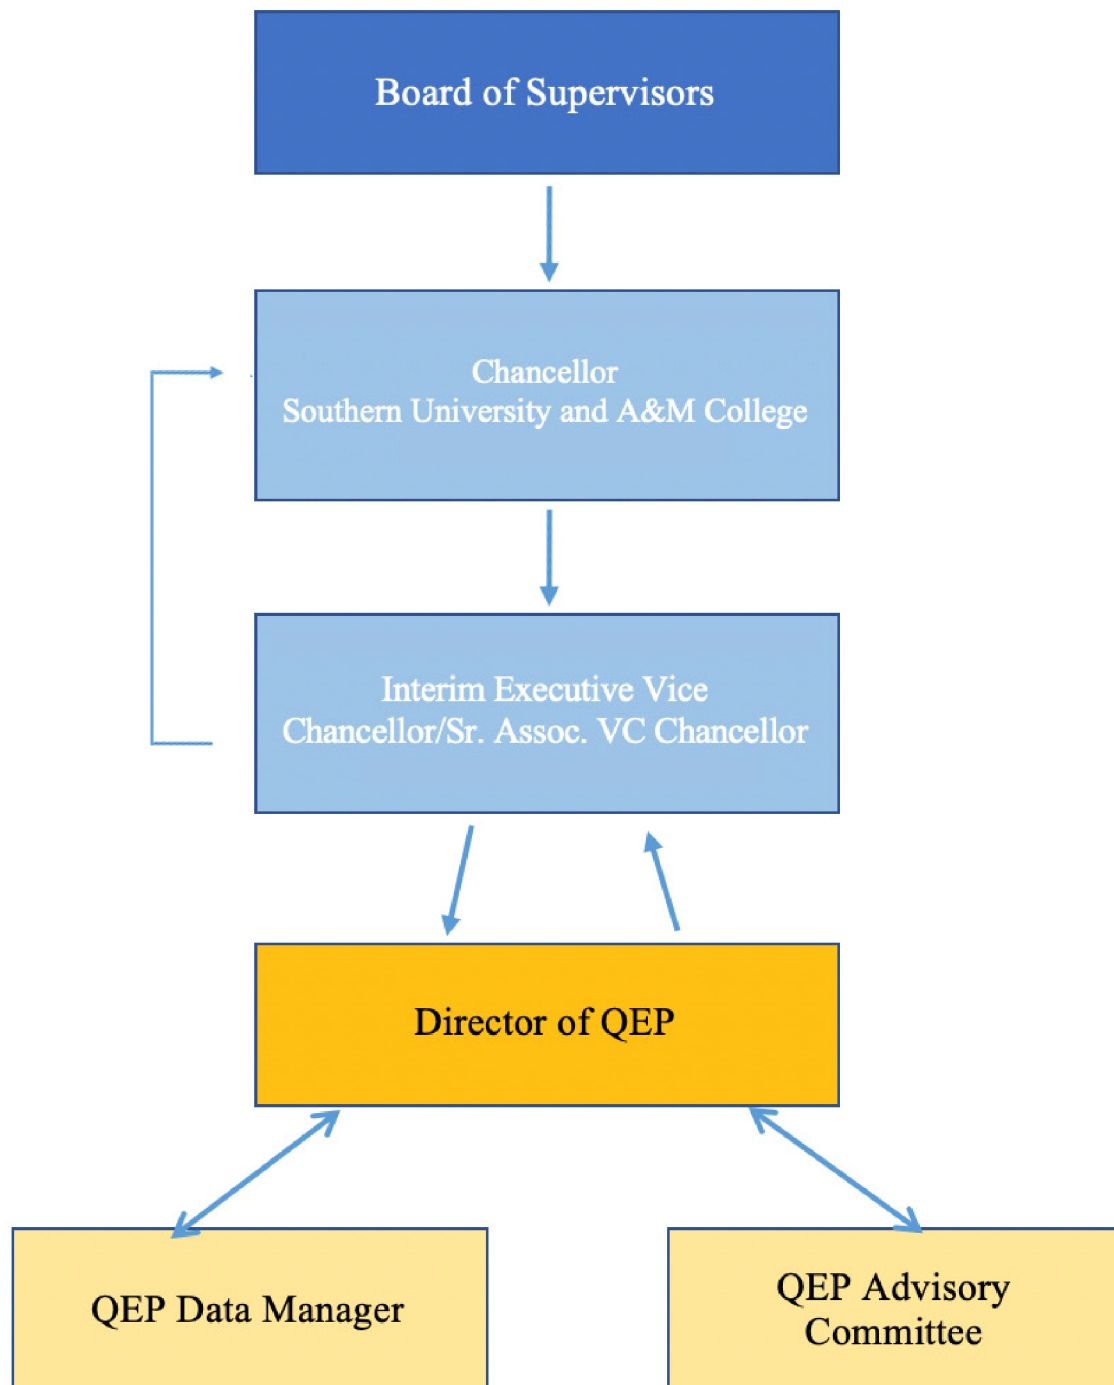 Board of Supervisors
Chancellor
Southern University and A&M College
Interim Executive Vice
Chancellor/Sr. Assoc. VC Chancellor
Director of QEP
QEP Data Manager
QEP Advisory
Committee